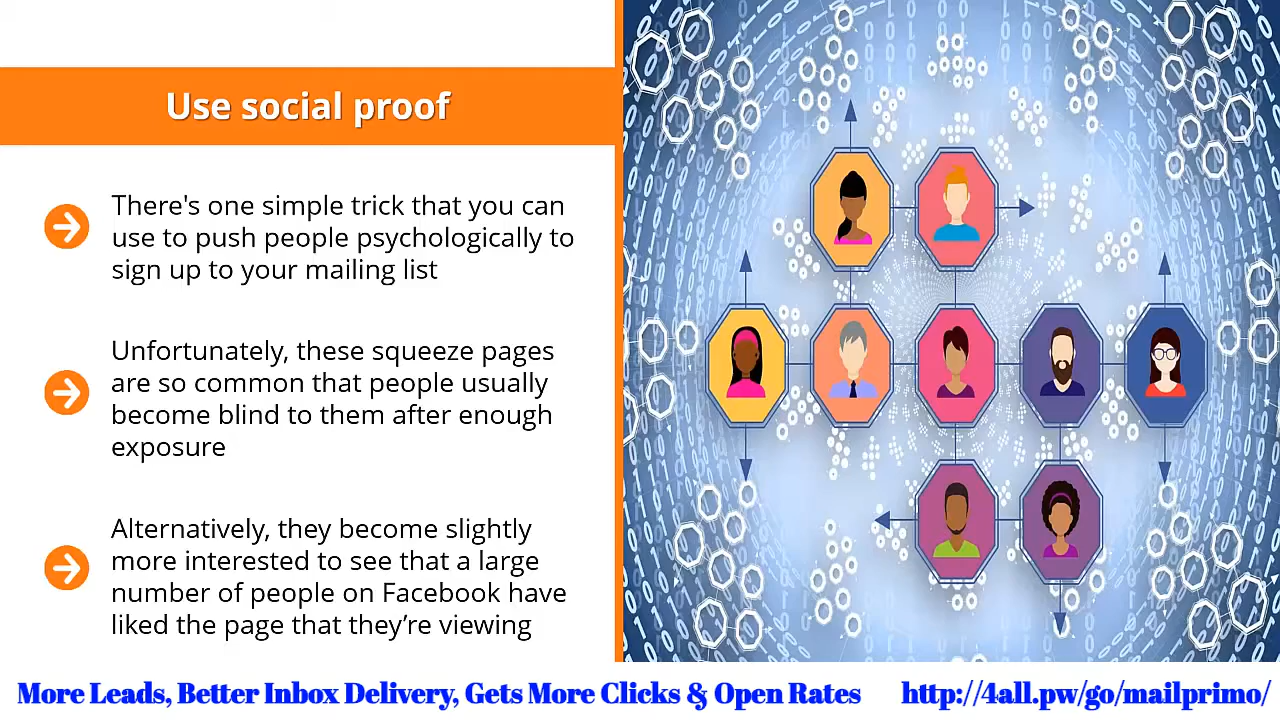 Use social proof
There's one simple trick that you can
use to push people psychologically to
sign up to your mailing list
Unfortunately, these squeeze pages
are so common that people usually
become blind to them after enough
exposure
Alternatively, they become slightly
more interested to see that a large
number of people on Facebook have
liked the page that they’re viewing
More Leads, Better Inbox Delivery, Gets More Clicks & Open Rates http://4all.pw/go/mailprimo/